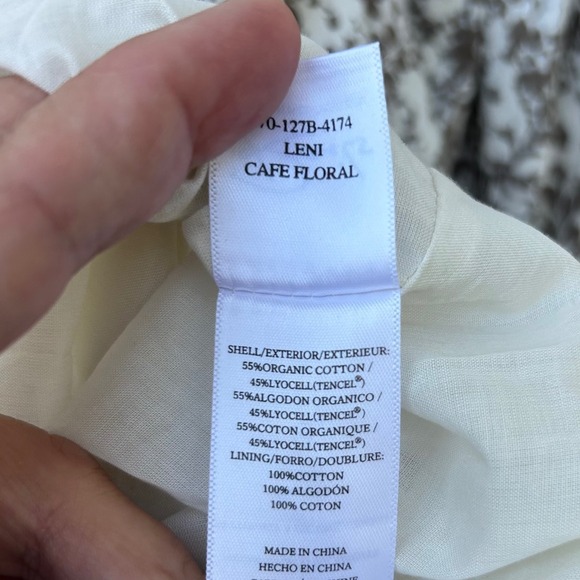 70-127B-4174
LENI
CAFE FLORAL
SHELL/EXTERIOR/EXTERIEUR:
55%ORGANIC COTTON /
45%LYOCELL(TENCEL®)
55%ALGODON ORGANICO /
45%LYOCELL(TENCEL®)
55%COTON ORGANIQUE /
45%LYOCELL(TENCEL®)
LINING/FORRO/DOUBLURE:
100%COTTON
100% ALGODÓN
100% COTON
MADE IN CHINA
HECHO EN CHINA